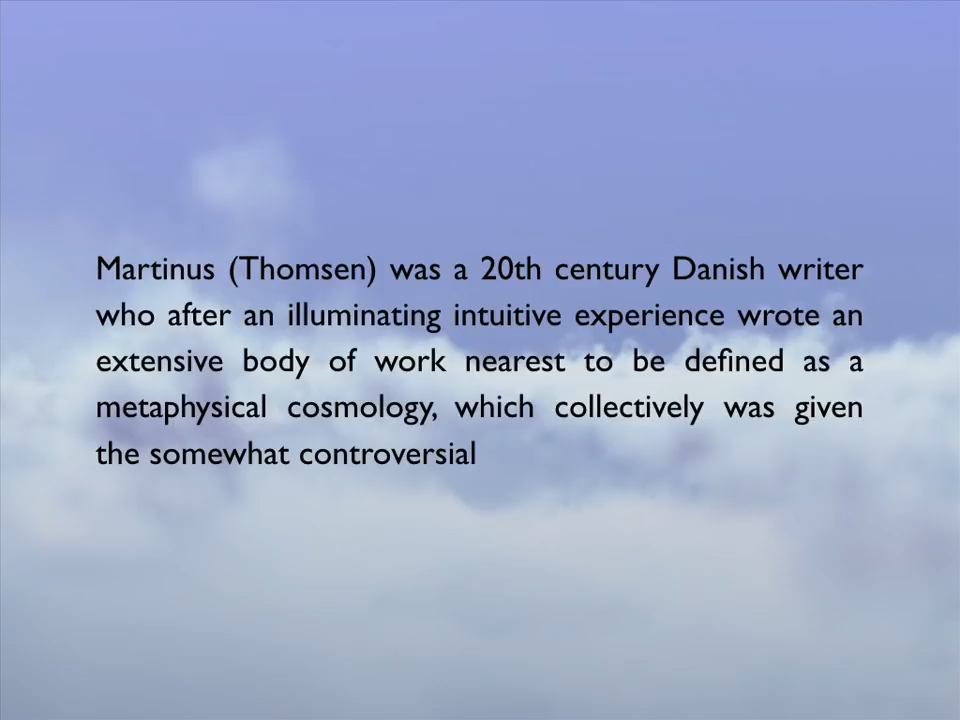 Martinus (Thomsen) was a 20th century Danish writer
who after an illuminating intuitive experience wrote an
extensive body of work nearest to be defined as a
metaphysical cosmology, which collectively was given
the somewhat controversial